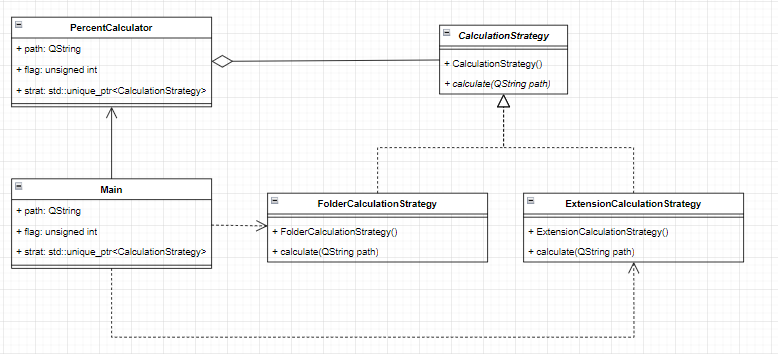 PercentCalculator
+ path: QString
+ flag: unsigned int
+ strat: std::unique_ptr<CalculationStrategy>
CalculationStrategy
+ CalculationStrategy()
+ calculate(QString path)
Main
+ path: QString
+ flag: unsigned int
+ strat: std::unique_ptr<CalculationStrategy>
FolderCalculationStrategy
+ FolderCalculationStrategy()
+ calculate(QString path)
ExtensionCalculationStrategy
+ ExtensionCalculationStrategy()
+ calculate(QString path)